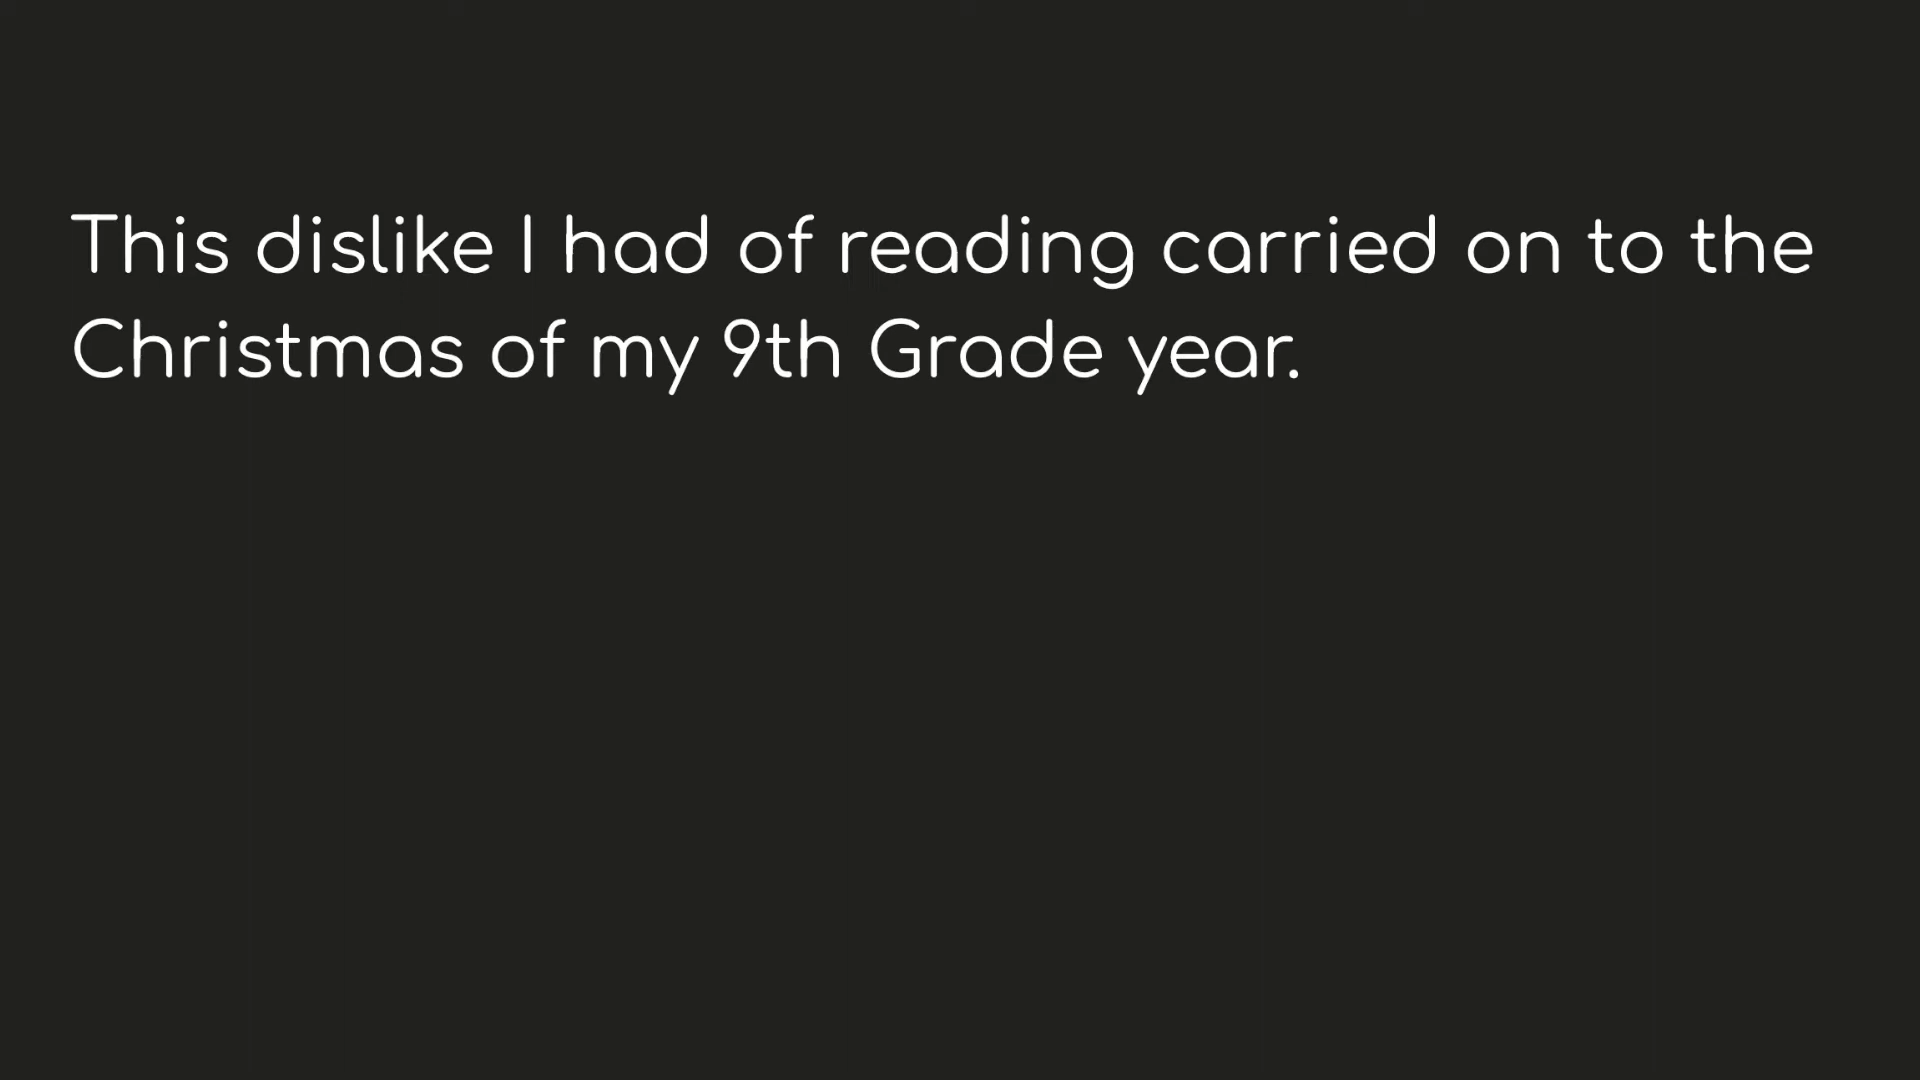 This dislike I had of reading carried on to the
Christmas of my 9th Grade year.